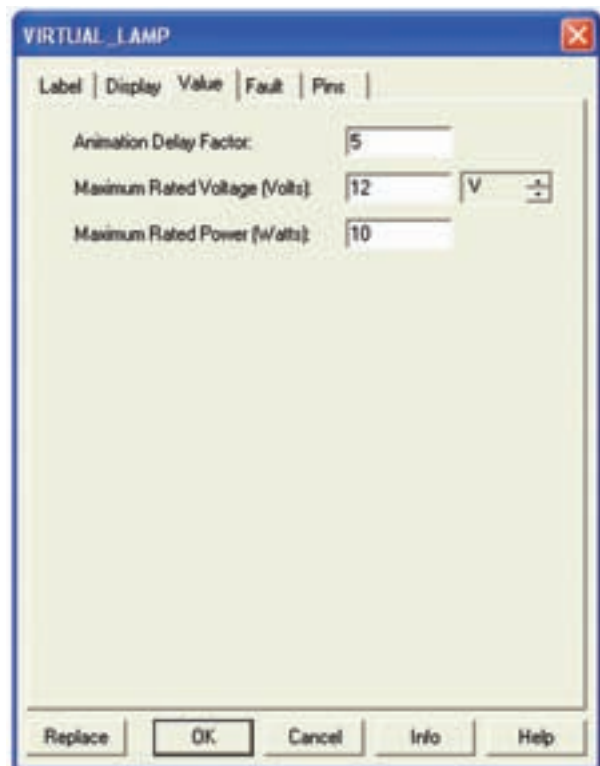 VIRTUAL_LAMP
Label Display Value Fault Pins
Animation Delay Factor: 5
Maximum Rated Voltage (Volts): 12 V
Maximum Rated Power (Watts): 10
Replace OK Cancel Info Help